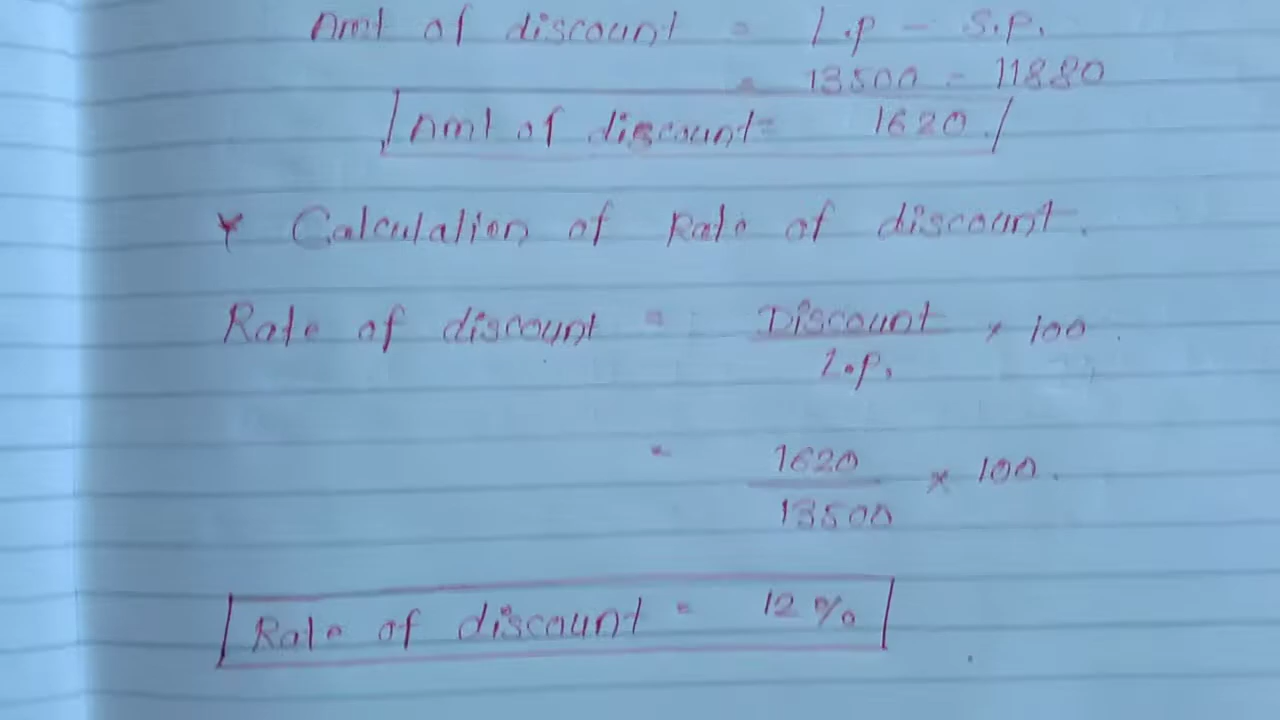 Amt of discount = L.p - S.p.
= 13500 - 11880
Amt of discount = 1620.
* Calculation of Rate of discount.
Rate of discount = Discount / L.p. × 100.
= 1620 / 13500 × 100.
Rate of discount = 12 %